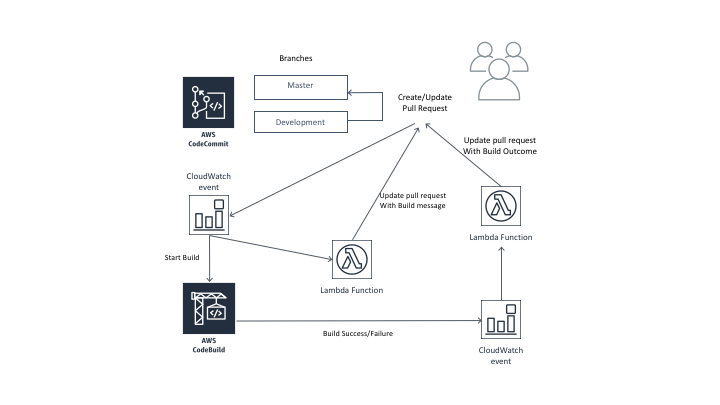 Branches
Master
Development
AWS
CodeCommit
Create/Update
Pull Request
Update pull request
With Build Outcome
CloudWatch
event
Update pull request
With Build message
Lambda Function
Start Build
Lambda Function
AWS
CodeBuild
Build Success/Failure
CloudWatch
event